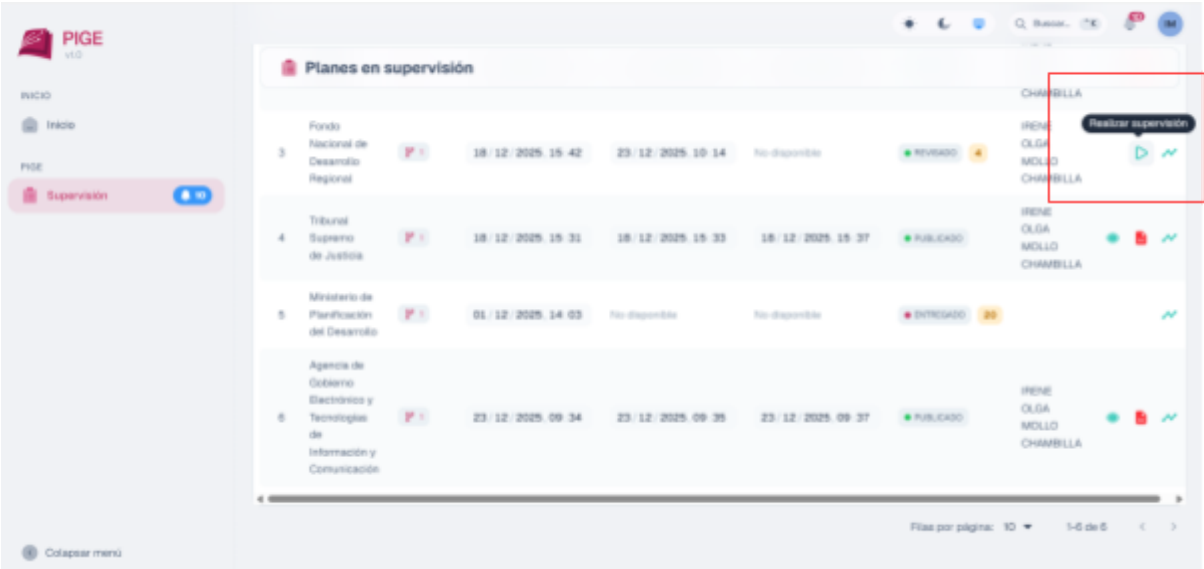 PIGE
v1.0
INICIO
Inicio
PIGE
Supervisión
10
Colapsar menú
Buscar...
^K
10
IM
Planes en supervisión
CHAMBILLA
Realizar supervisión
3
Fondo
Nacional de
Desarrollo
Regional
1
18/12/2025, 15:42
23/12/2025, 10:14
No disponible
REVISADO
4
IRENE
OLGA
MOLLO
CHAMBILLA
4
Tribunal
Supremo
de Justicia
1
18/12/2025, 15:31
18/12/2025, 15:33
18/12/2025, 15:37
PUBLICADO
IRENE
OLGA
MOLLO
CHAMBILLA
5
Ministerio de
Planificación
del Desarrollo
1
01/12/2025, 14:03
No disponible
No disponible
ENTREGADO
20
6
Agencia de
Gobierno
Electrónico y
Tecnologías
de
Información y
Comunicación
1
23/12/2025, 09:34
23/12/2025, 09:35
23/12/2025, 09:37
PUBLICADO
IRENE
OLGA
MOLLO
CHAMBILLA
Filas por página: 10
1-6 de 6